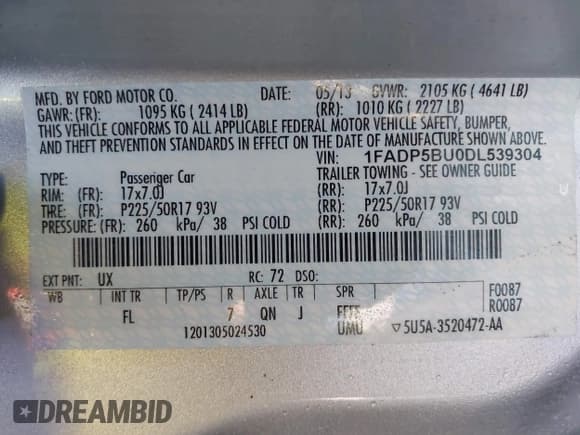 MFD. BY FORD MOTOR CO. DATE: 05/13 GVWR: 2105 KG ( 4641 LB)
GAWR: (FR): 1095 KG ( 2414 LB) (RR): 1010 KG ( 2227 LB)
THIS VEHICLE CONFORMS TO ALL APPLICABLE FEDERAL MOTOR VEHICLE SAFETY, BUMPER,
AND THEFT PREVENTION STANDARDS IN EFFECT ON THE DATE OF MANUFACTURE SHOWN ABOVE.
VIN: 1FADP5BU0DL539304
TYPE: Passenger Car TRAILER TOWING - SEE OWNER GUIDE
RIM: (FR): 17x7.0J (RR): 17x7.0J
TIRE: (FR): P225/50R17 93V (RR): P225/50R17 93V
PRESSURE: (FR): 260 kPa/ 38 PSI COLD (RR): 260 kPa/ 38 PSI COLD
EXT PNT: UX RC: 72 DSO:
WB INT TR TP/PS R AXLE TR SPR F0087
FL 7 QN J R0087
1201305024530 UMU ▽5U5A-3520472-AA
DREAMBID